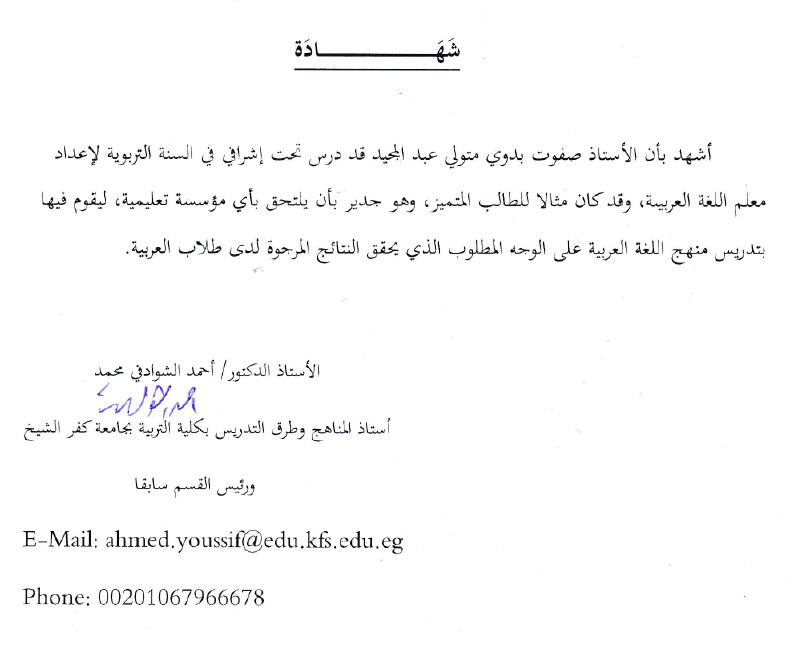 شَهَـــــــــــــادَة
أشهد بأن الأستاذ صفوت بدوي متولي عبد المجيد قد درس تحت إشرافي في السنة التربوية لإعداد
معلم اللغة العربية، وقد كان مثالا للطالب المتميز، وهو جدير بأن يلتحق بأي مؤسسة تعليمية، ليقوم فيها
بتدريس منهج اللغة العربية على الوجه المطلوب الذي يحقق النتائج المرجوة لدى طلاب العربية.
الأستاذ الدكتور/ أحمد الشوادفي محمد
أستاذ المناهج وطرق التدريس بكلية التربية بجامعة كفر الشيخ
ورئيس القسم سابقا
E-Mail: ahmed.youssif@edu.kfs.edu.eg
Phone: 00201067966678